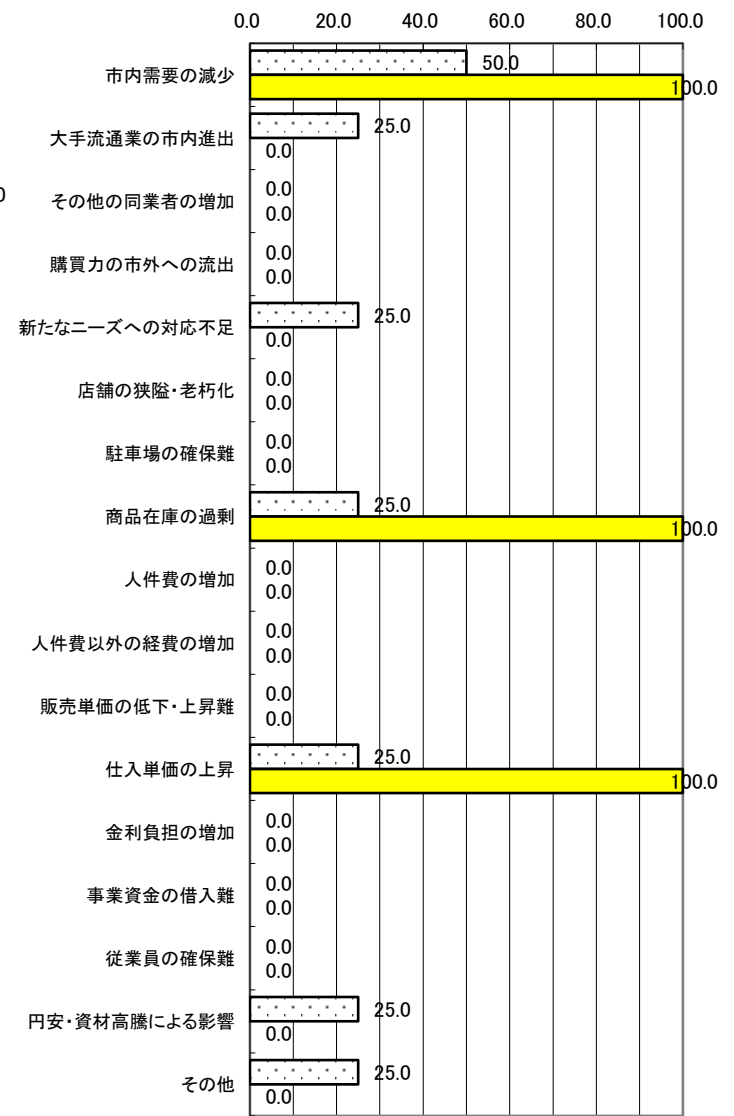 0.0 20.0 40.0 60.0 80.0 100.0
市内需要の減少 50.0
100.0
大手流通業の市内進出 25.0
0.0
0
その他の同業者の増加 0.0
0.0
購買力の市外への流出 0.0
0.0
新たなニーズへの対応不足 25.0
0.0
店舗の狭隘・老朽化 0.0
0.0
駐車場の確保難 0.0
0.0
商品在庫の過剰 25.0
100.0
人件費の増加 0.0
0.0
人件費以外の経費の増加 0.0
0.0
販売単価の低下・上昇難 0.0
0.0
仕入単価の上昇 25.0
100.0
金利負担の増加 0.0
0.0
事業資金の借入難 0.0
0.0
従業員の確保難 0.0
0.0
円安・資材高騰による影響 25.0
0.0
その他 25.0
0.0